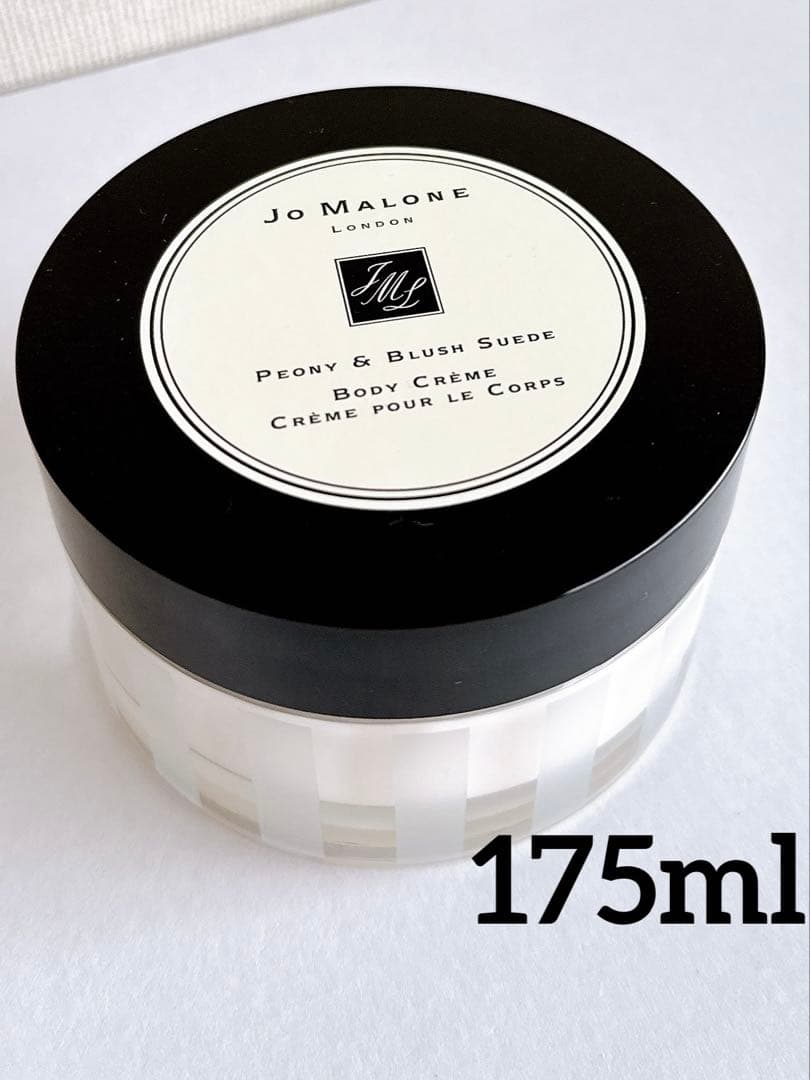 JO MALONE
LONDON
JML
PEONY & BLUSH SUEDE
BODY CRÈME
CRÈME POUR LE CORPS
175ml